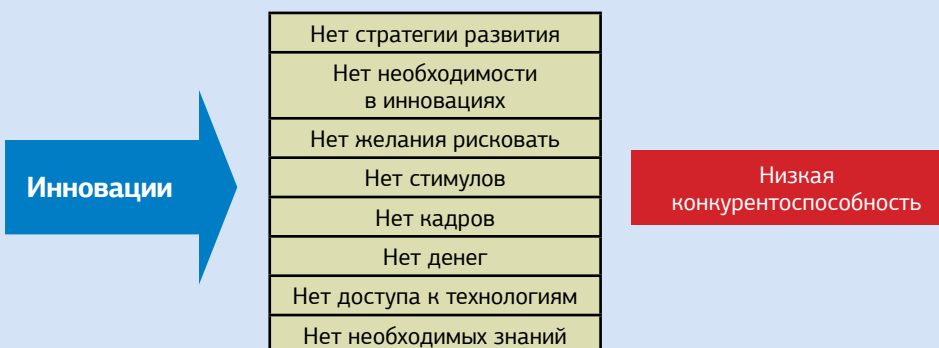 Инновации
Нет стратегии развития
Нет необходимости
в инновациях
Нет желания рисковать
Нет стимулов
Нет кадров
Нет денег
Нет доступа к технологиям
Нет необходимых знаний
Низкая
конкурентоспособность